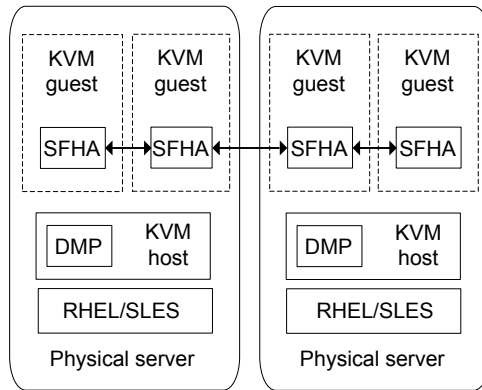 KVM guest
KVM guest
KVM guest
KVM guest
SFHA
SFHA
SFHA
SFHA
DMP
KVM host
DMP
KVM host
RHEL/SLES
RHEL/SLES
Physical server
Physical server